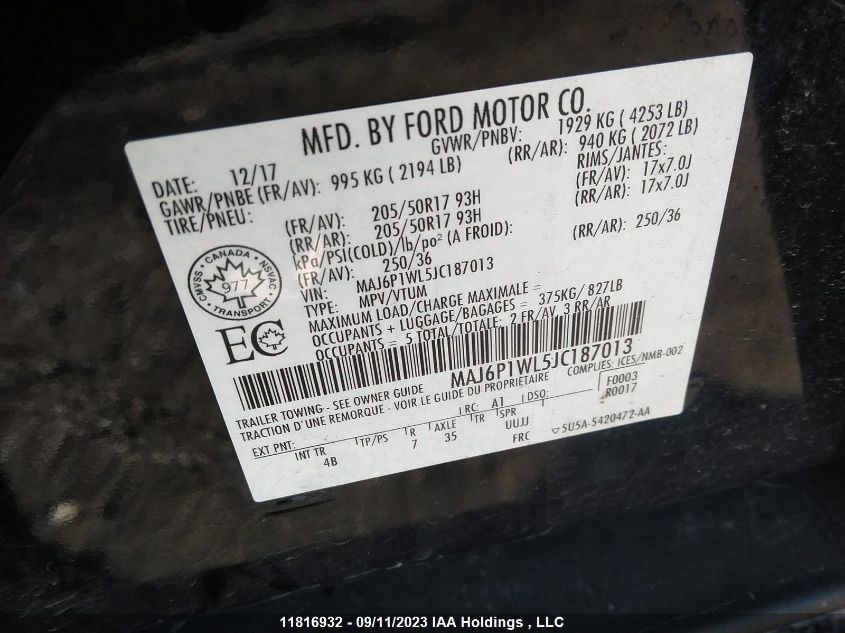 MFD. BY FORD MOTOR CO.
DATE: 12/17 GVWR/PNBV: 1929 KG ( 4253 LB)
GAWR/PNBE (FR/AV): 995 KG ( 2194 LB) (RR/AR): 940 KG ( 2072 LB)
TIRE/PNEU: RIMS/JANTES:
(FR/AV): 205/50R17 93H (FR/AV): 17x7.0J
(RR/AR): 205/50R17 93H (RR/AR): 17x7.0J
kPa/PSI(COLD)/lb/po² (A FROID):
(FR/AV): 250/36 (RR/AR): 250/36
VIN: MAJ6P1WL5JC187013
TYPE: MPV/VTUM
MAXIMUM LOAD/CHARGE MAXIMALE =
OCCUPANTS + LUGGAGE/BAGAGES = 375KG/ 827LB
OCCUPANTS = 5 TOTAL/TOTALE: 2 FR/AV, 3 RR/AR
CANADA
CMVSS NSVAC
977
TRANSPORT
EC
MAJ6P1WL5JC187013
TRAILER TOWING - SEE OWNER GUIDE COMPLIES: ICES/NMB-002
TRACTION D'UNE REMORQUE - VOIR LE GUIDE DU PROPRIÉTAIRE
RC: A1 DSO: F0003
R0017
EXT PNT: INT TR TP/PS R AXLE TR SPR
4B 7 35 UUJJ
FRC 5U5A-5420472-AA
11816932 - 09/11/2023 IAA Holdings , LLC